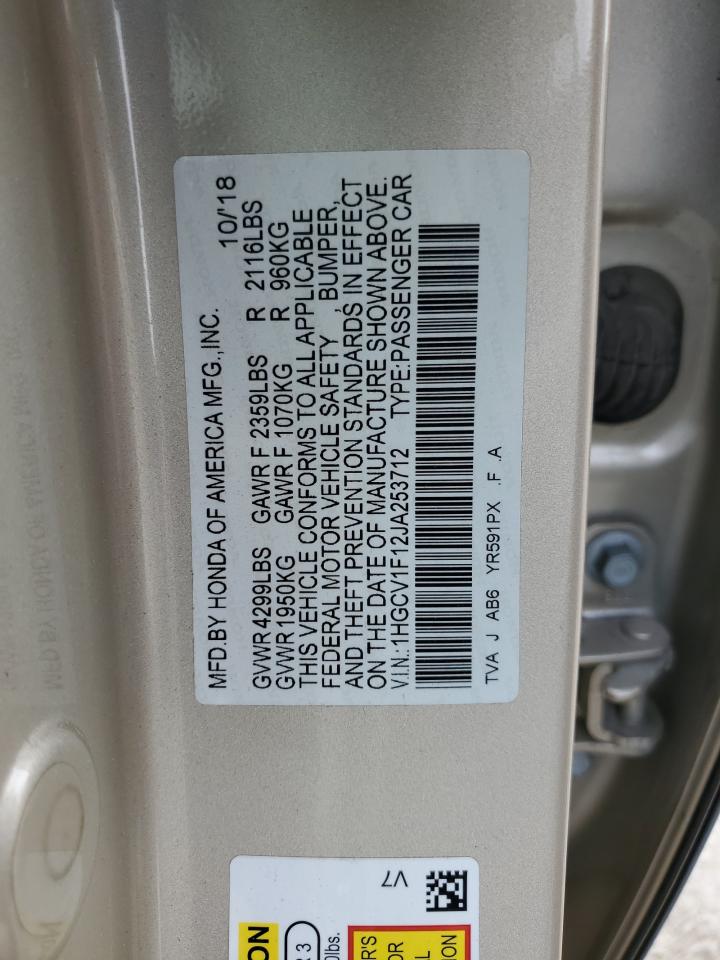 MFD.BY HONDA OF AMERICA MFG.,INC. 10/'18
GVWR 4299LBS GAWR F 2359LBS R 2116LBS
GVWR 1950KG GAWR F 1070KG R 960KG
THIS VEHICLE CONFORMS TO ALL APPLICABLE
FEDERAL MOTOR VEHICLE SAFETY , BUMPER,
AND THEFT PREVENTION STANDARDS IN EFFECT
ON THE DATE OF MANUFACTURE SHOWN ABOVE.
V.I.N.:1HGCV1F12JA253712 TYPE:PASSENGER CAR
TVA J AB6 YR591PX .F .A
V7